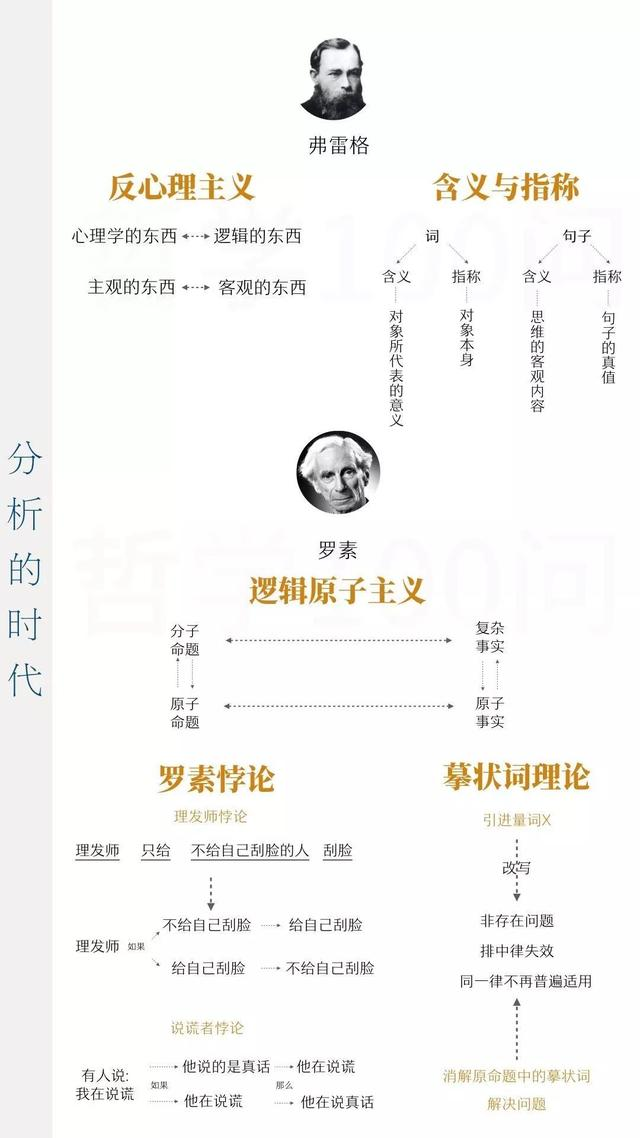 分析的时代
弗雷格
反心理主义
心理学的东西 逻辑的东西
主观的东西 客观的东西
含义与指称
词 句子
含义 指称 含义 指称
对象所代表的意义
对象本身
思维的客观内容
句子的真值
罗素
逻辑原子主义
分子
命题
复杂
事实
原子
命题
原子
事实
罗素悖论
理发师悖论
理发师 只给 不给自己刮脸的人 刮脸
不给自己刮脸 给自己刮脸
理发师 如果
给自己刮脸 不给自己刮脸
说谎者悖论
有人说:
我在说谎
他说的是真话 他在说谎
如果 那么
他在说谎 他在说真话
摹状词理论
引进量词X
改写
非存在问题
排中律失效
同一律不再普遍适用
消解原命题中的摹状词
解决问题
哲学100问
哲学100问